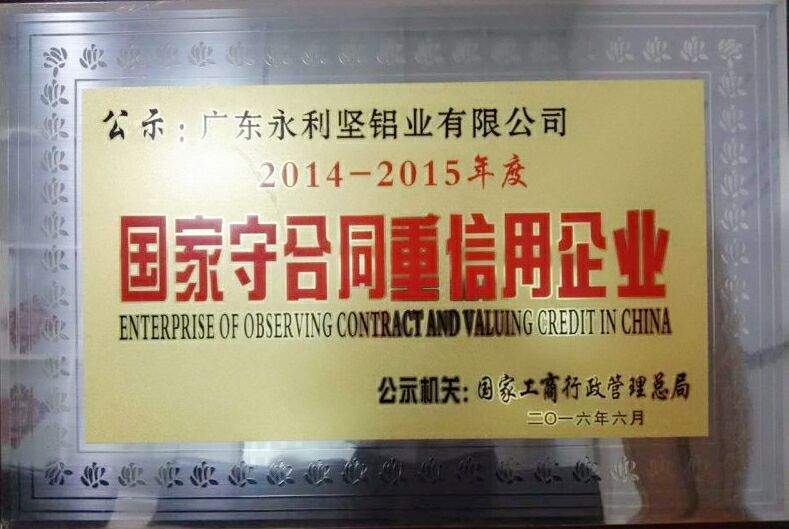 公示：广东永利坚铝业有限公司
2014-2015年度
国家守合同重信用企业
ENTERPRISE OF OBSERVING CONTRACT AND VALUING CREDIT IN CHINA
公示机关：国家工商行政管理总局
二〇一六年六月